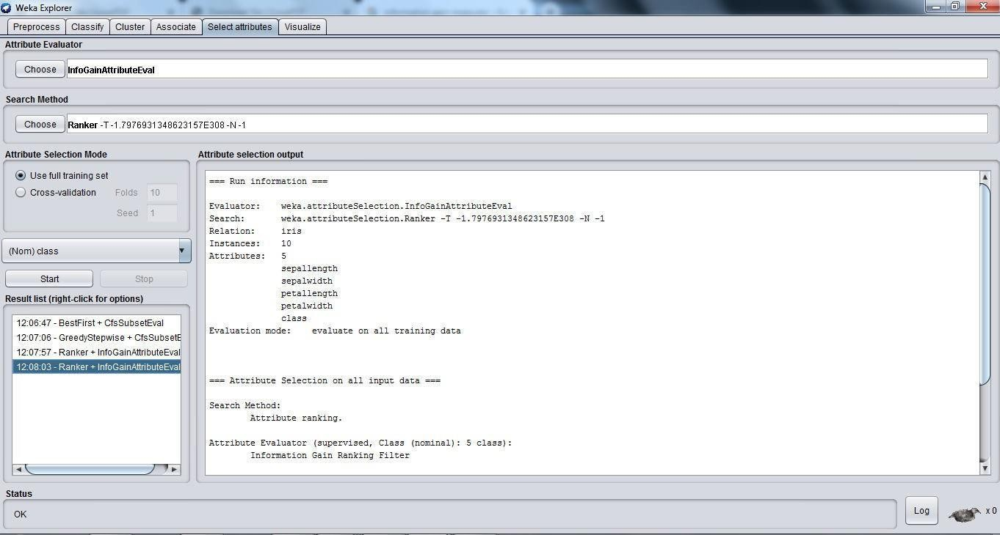 Weka Explorer
Preprocess Classify Cluster Associate Select attributes Visualize
Attribute Evaluator
Choose InfoGainAttributeEval
Search Method
Choose Ranker -T -1.7976931348623157E308 -N -1
Attribute Selection Mode
Use full training set
Cross-validation Folds 10
Seed 1
(Nom) class
Start Stop
Result list (right-click for options)
12:06:47 - BestFirst + CfsSubsetEval
12:07:06 - GreedyStepwise + CfsSubsetE
12:07:57 - Ranker + InfoGainAttributeEval
12:08:03 - Ranker + InfoGainAttributeEval
Attribute selection output
=== Run information ===
Evaluator: weka.attributeSelection.InfoGainAttributeEval
Search: weka.attributeSelection.Ranker -T -1.7976931348623157E308 -N -1
Relation: iris
Instances: 10
Attributes: 5
sepallength
sepalwidth
petallength
petalwidth
class
Evaluation mode: evaluate on all training data
=== Attribute Selection on all input data ===
Search Method:
Attribute ranking.
Attribute Evaluator (supervised, Class (nominal): 5 class):
Information Gain Ranking Filter
Status
OK
Log
x 0